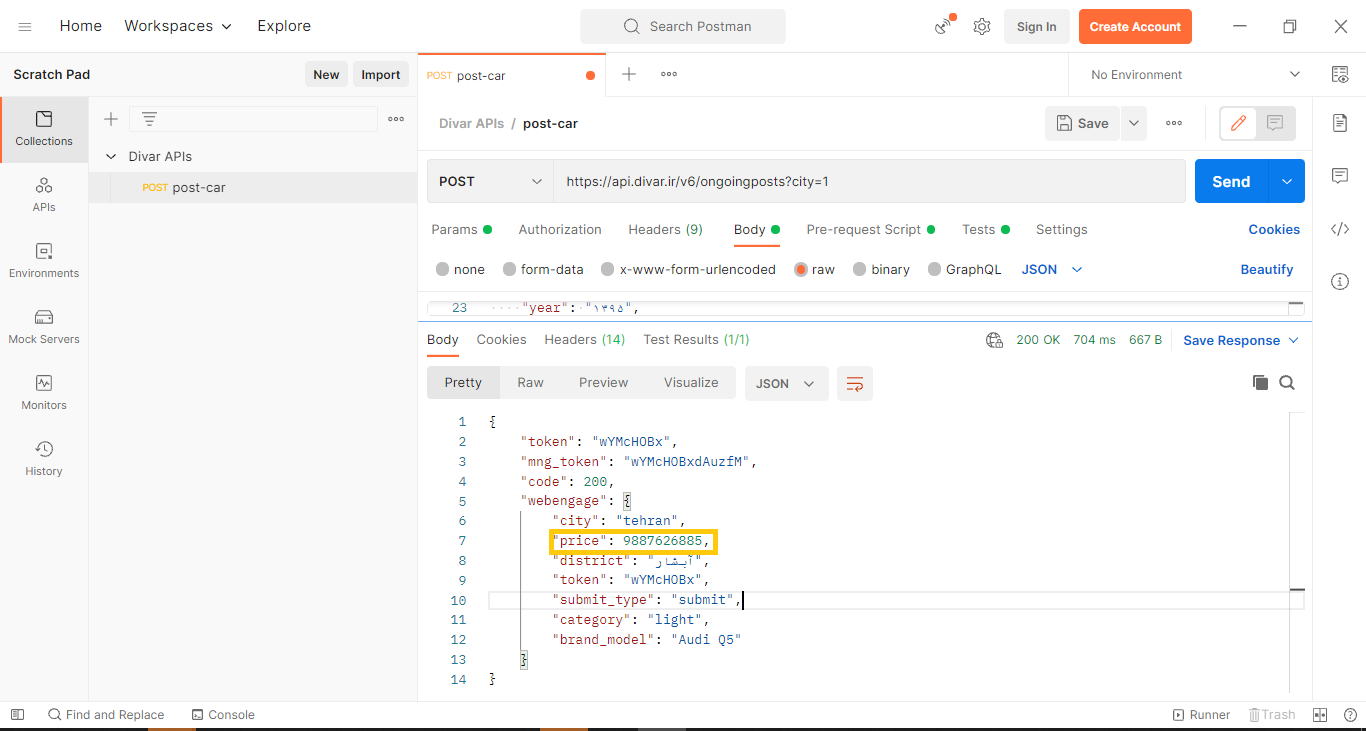 Home Workspaces Explore Search Postman Sign In Create Account
Scratch Pad New Import POST post-car No Environment
Collections
Divar APIs
POST post-car
APIs
Environments
Mock Servers
Monitors
History
Divar APIs / post-car Save
POST https://api.divar.ir/v6/ongoingposts?city=1 Send
Params Authorization Headers (9) Body Pre-request Script Tests Settings Cookies
none form-data x-www-form-urlencoded raw binary GraphQL JSON Beautify
23 "year": "۱۳۹۵",
Body Cookies Headers (14) Test Results (1/1) 200 OK 704 ms 667 B Save Response
Pretty Raw Preview Visualize JSON
1 {
2 "token": "wYMcHOBx",
3 "mng_token": "wYMcHOBxdAuzfM",
4 "code": 200,
5 "webengage": {
6 "city": "tehran",
7 "price": 9887626885,
8 "district": "آبشار",
9 "token": "wYMcHOBx",
10 "submit_type": "submit",
11 "category": "light",
12 "brand_model": "Audi Q5"
13 }
14 }
Find and Replace Console Runner Trash